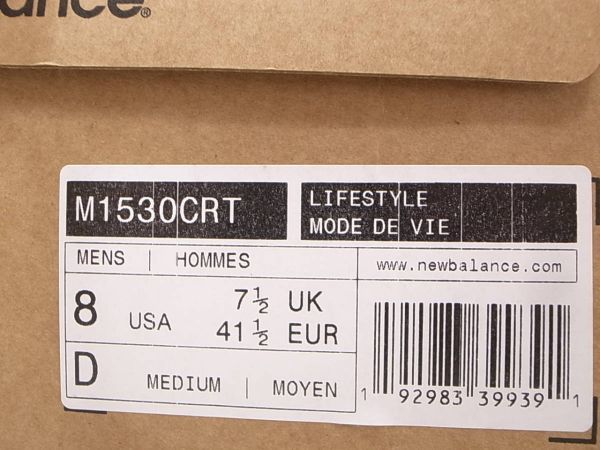 ance®
M1530CRT
LIFESTYLE
MODE DE VIE
MENS | HOMMES
www.newbalance.com
8 USA
7½ UK
41½ EUR
D MEDIUM | MOYEN
1 92983 39939 1